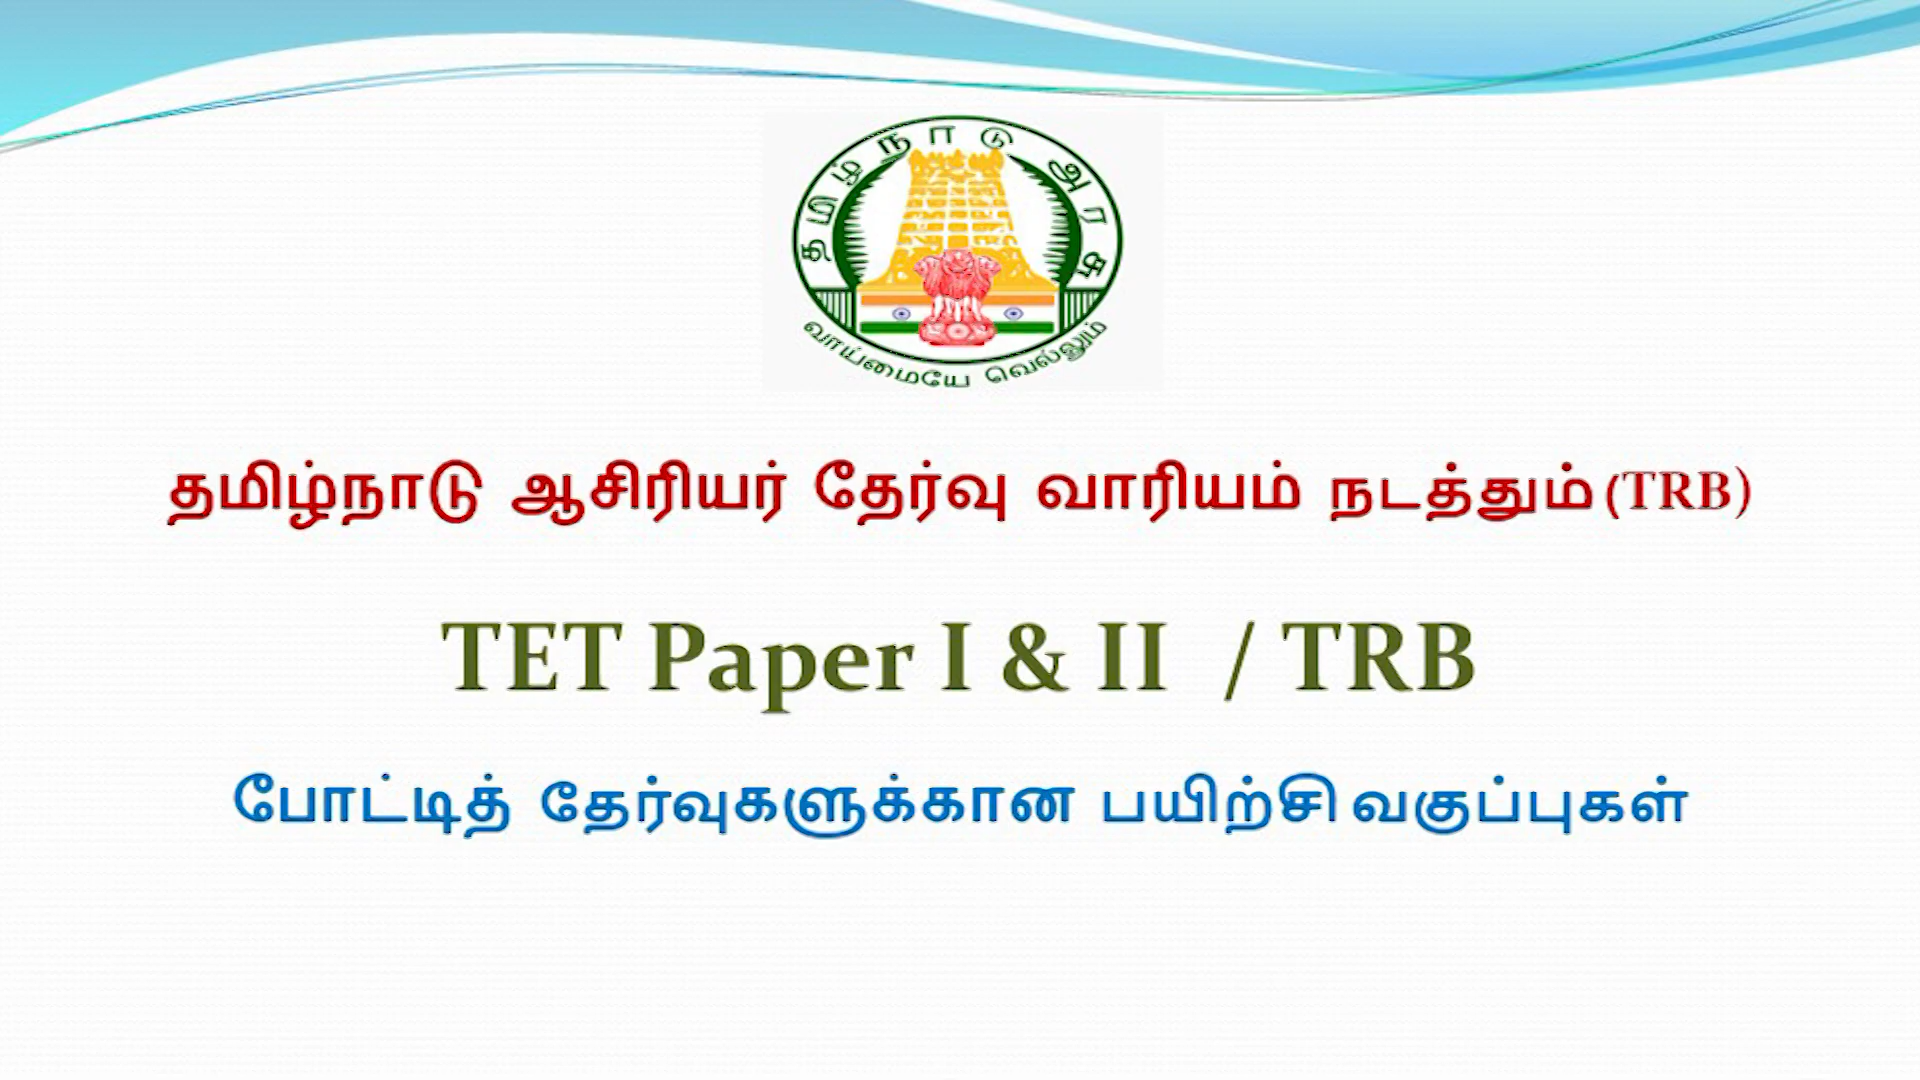 தமிழ்நாடு அரசு
வாய்மையே வெல்லும்
தமிழ்நாடு ஆசிரியர் தேர்வு வாரியம் நடத்தும் (TRB)
TET Paper I & II / TRB
போட்டித் தேர்வுகளுக்கான பயிற்சி வகுப்புகள்